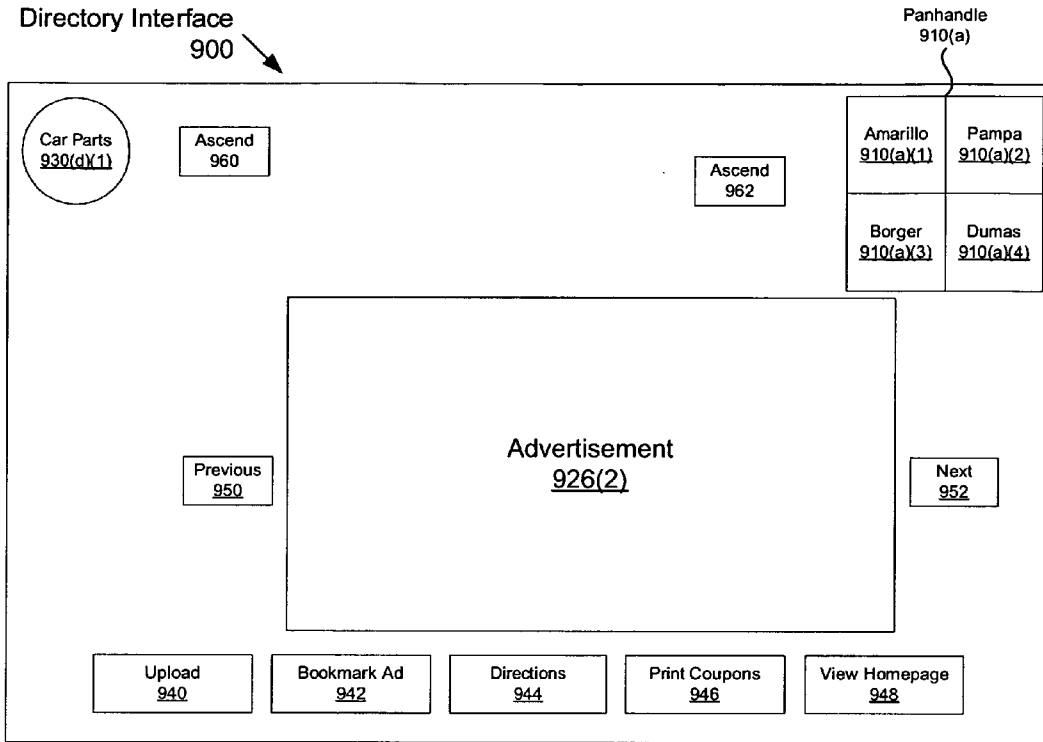 Directory Interface
900
Panhandle
910(a)
Car Parts
930(d)(1)
Ascend
960
Ascend
962
Amarillo
910(a)(1)
Pampa
910(a)(2)
Borger
910(a)(3)
Dumas
910(a)(4)
Advertisement
926(2)
Previous
950
Next
952
Upload
940
Bookmark Ad
942
Directions
944
Print Coupons
946
View Homepage
948